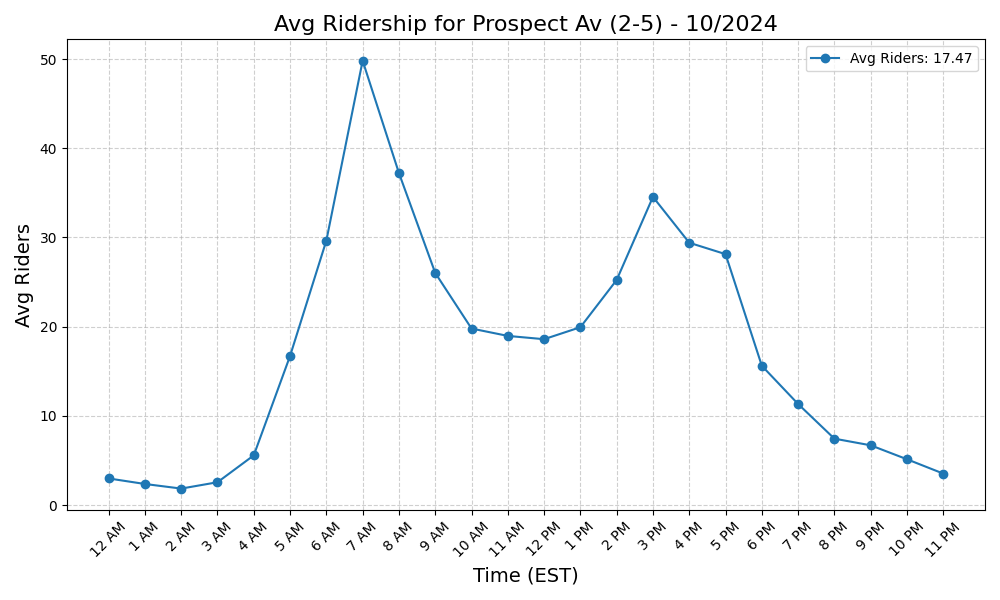 Avg Ridership for Prospect Av (2-5) - 10/2024
Avg Riders: 17.47
Avg Riders
50
40
30
20
10
0
12 AM
1 AM
2 AM
3 AM
4 AM
5 AM
6 AM
7 AM
8 AM
9 AM
10 AM
11 AM
12 PM
1 PM
2 PM
3 PM
4 PM
5 PM
6 PM
7 PM
8 PM
9 PM
10 PM
11 PM
Time (EST)